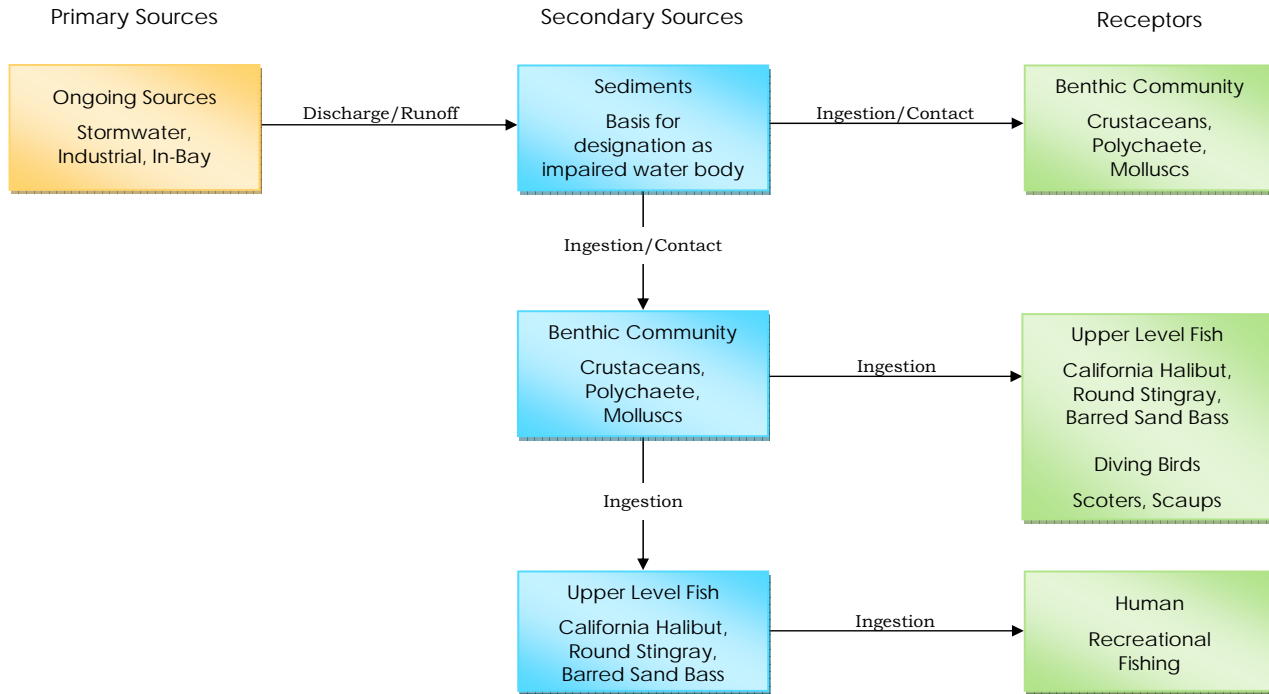 Primary Sources
Secondary Sources
Receptors
Ongoing Sources
Stormwater,
Industrial, In-Bay
Discharge/Runoff
Sediments
Basis for
designation as
impaired water body
Ingestion/Contact
Benthic Community
Crustaceans,
Polychaete,
Molluscs
Ingestion/Contact
Benthic Community
Crustaceans,
Polychaete,
Molluscs
Ingestion
Upper Level Fish
California Halibut,
Round Stingray,
Barred Sand Bass
Diving Birds
Scoters, Scaups
Ingestion
Upper Level Fish
California Halibut,
Round Stingray,
Barred Sand Bass
Ingestion
Human
Recreational
Fishing